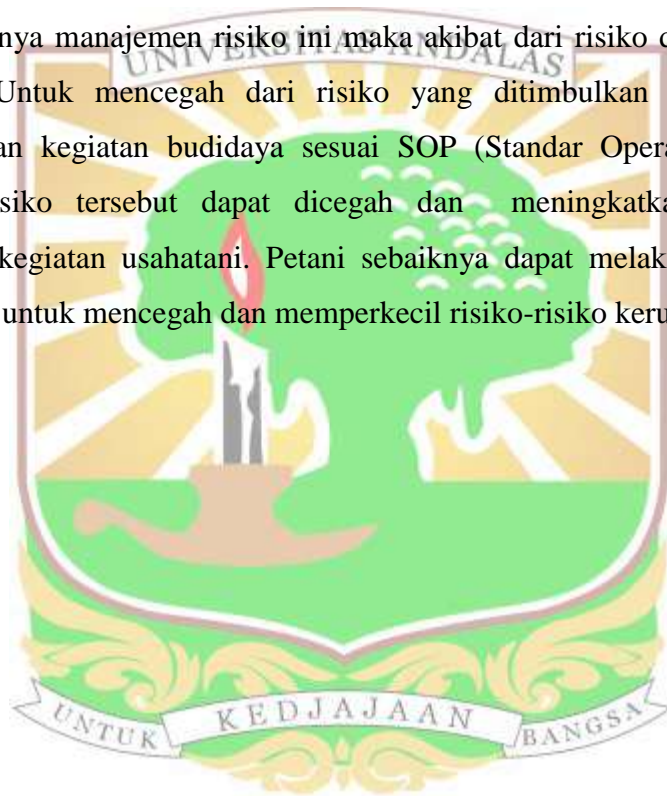 nya manajemen risiko ini maka akibat dari risiko d
UNIVERSITAS ANDALAS
Untuk mencegah dari risiko yang ditimbulkan
an kegiatan budidaya sesuai SOP (Standar Opera
siko tersebut dapat dicegah dan meningkatka
kegiatan usahatani. Petani sebaiknya dapat melak
untuk mencegah dan memperkecil risiko-risiko keru
UNTUK KEDJAJAAN BANGSA